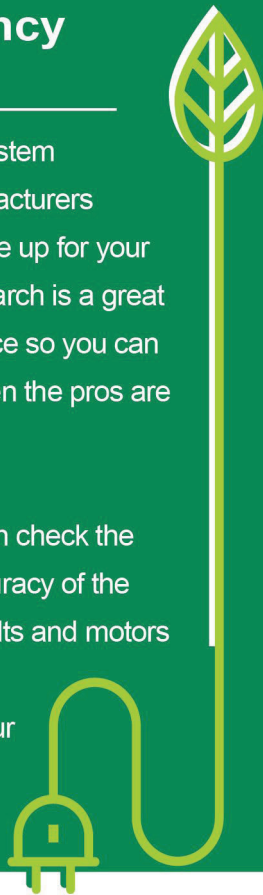 ncy
stem
acturers
e up for your
arch is a great
ce so you can
en the pros are
n check the
uracy of the
lts and motors
ur